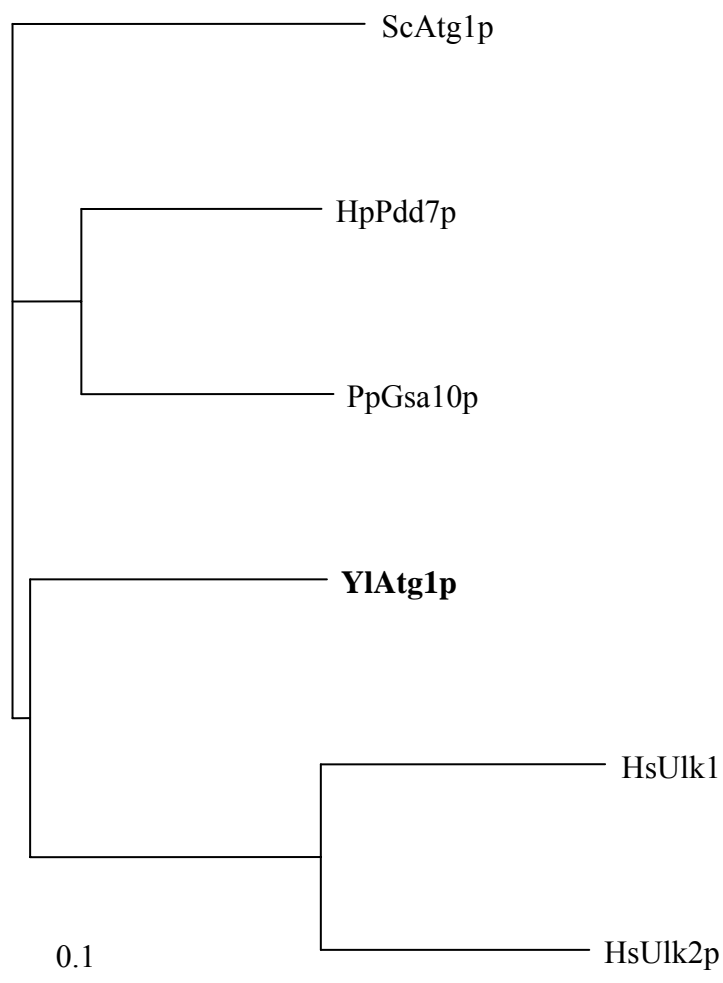 ScAtg1p
HpPdd7p
PpGsa10p
YlAtg1p
HsUlk1
HsUlk2p
0.1